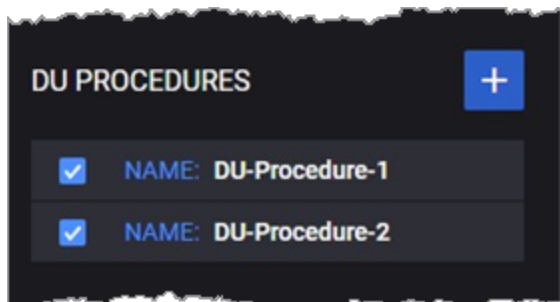 DU PROCEDURES +
NAME: DU-Procedure-1
NAME: DU-Procedure-2